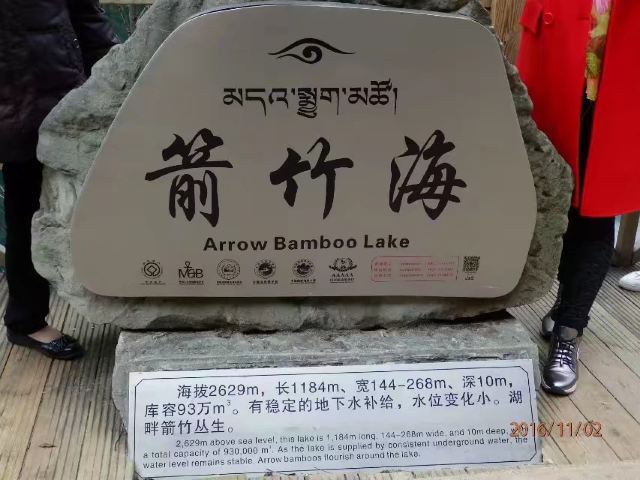 མདའ་སྨྱུག་མཚོ།
箭竹海
Arrow Bamboo Lake
M&B
AAAAA
海拔2629m，长1184m、宽144-268m、深10m，
库容93万m³。有稳定的地下水补给，水位变化小。湖
畔箭竹丛生。
2,629m above sea level, this lake is 1,184m long, 144-268m wide, and 10m deep,
a total capacity of 930,000 m³. As the lake is supplied by consistent underground water, the
water level remains stable. Arrow bamboos flourish around the lake.
2016/11/02